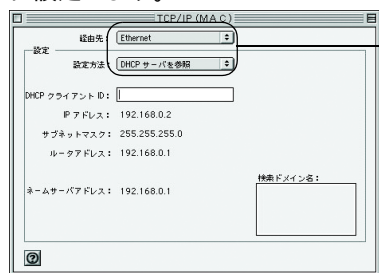 TCP/IP (MAC)
経由先： Ethernet
設定
設定方法： DHCP サーバを参照
DHCP クライアント ID：
IP アドレス： 192.168.0.2
サブネットマスク： 255.255.255.0
ルータアドレス： 192.168.0.1
検索ドメイン名：
ネームサーバアドレス： 192.168.0.1
?